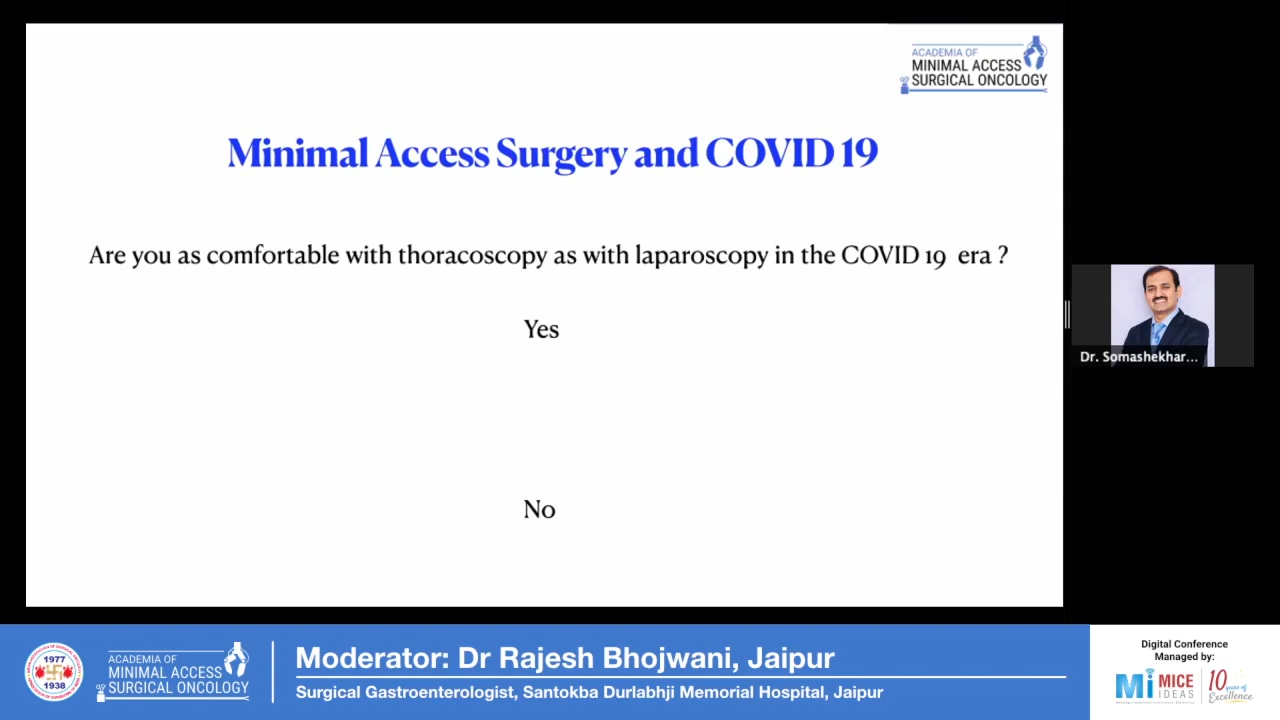 ACADEMIA OF
MINIMAL ACCESS
SURGICAL ONCOLOGY
Minimal Access Surgery and COVID 19
Are you as comfortable with thoracoscopy as with laparoscopy in the COVID 19 era ?
Yes
No
Dr. Somashekhar...
1977
1938
ACADEMIA OF
MINIMAL ACCESS
SURGICAL ONCOLOGY
Moderator: Dr Rajesh Bhojwani, Jaipur
Surgical Gastroenterologist, Santokba Durlabhji Memorial Hospital, Jaipur
Digital Conference
Managed by:
Mi MICE IDEAS
10 years of Excellence